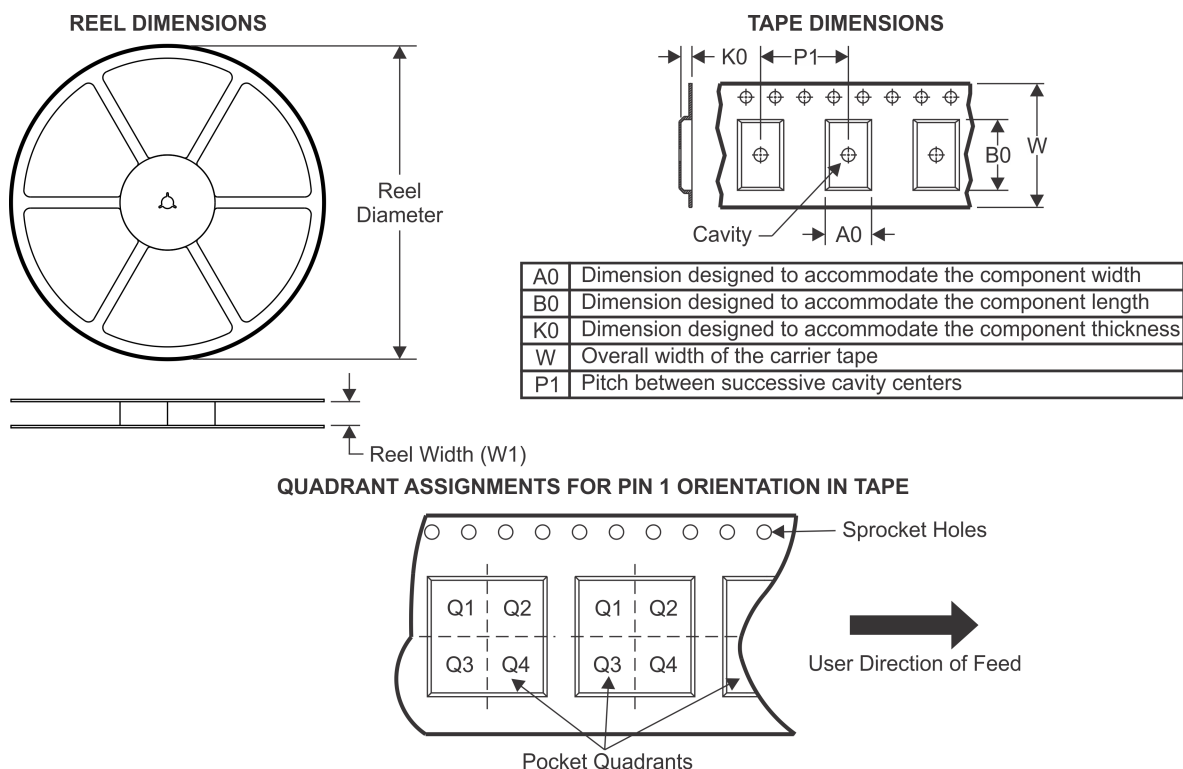 REEL DIMENSIONS
Reel
Diameter
Reel Width (W1)
TAPE DIMENSIONS
K0
P1
B0
W
Cavity
A0
A0 Dimension designed to accommodate the component width
B0 Dimension designed to accommodate the component length
K0 Dimension designed to accommodate the component thickness
W Overall width of the carrier tape
P1 Pitch between successive cavity centers
QUADRANT ASSIGNMENTS FOR PIN 1 ORIENTATION IN TAPE
Sprocket Holes
Q1 Q2 Q1 Q2
Q3 Q4 Q3 Q4
User Direction of Feed
Pocket Quadrants